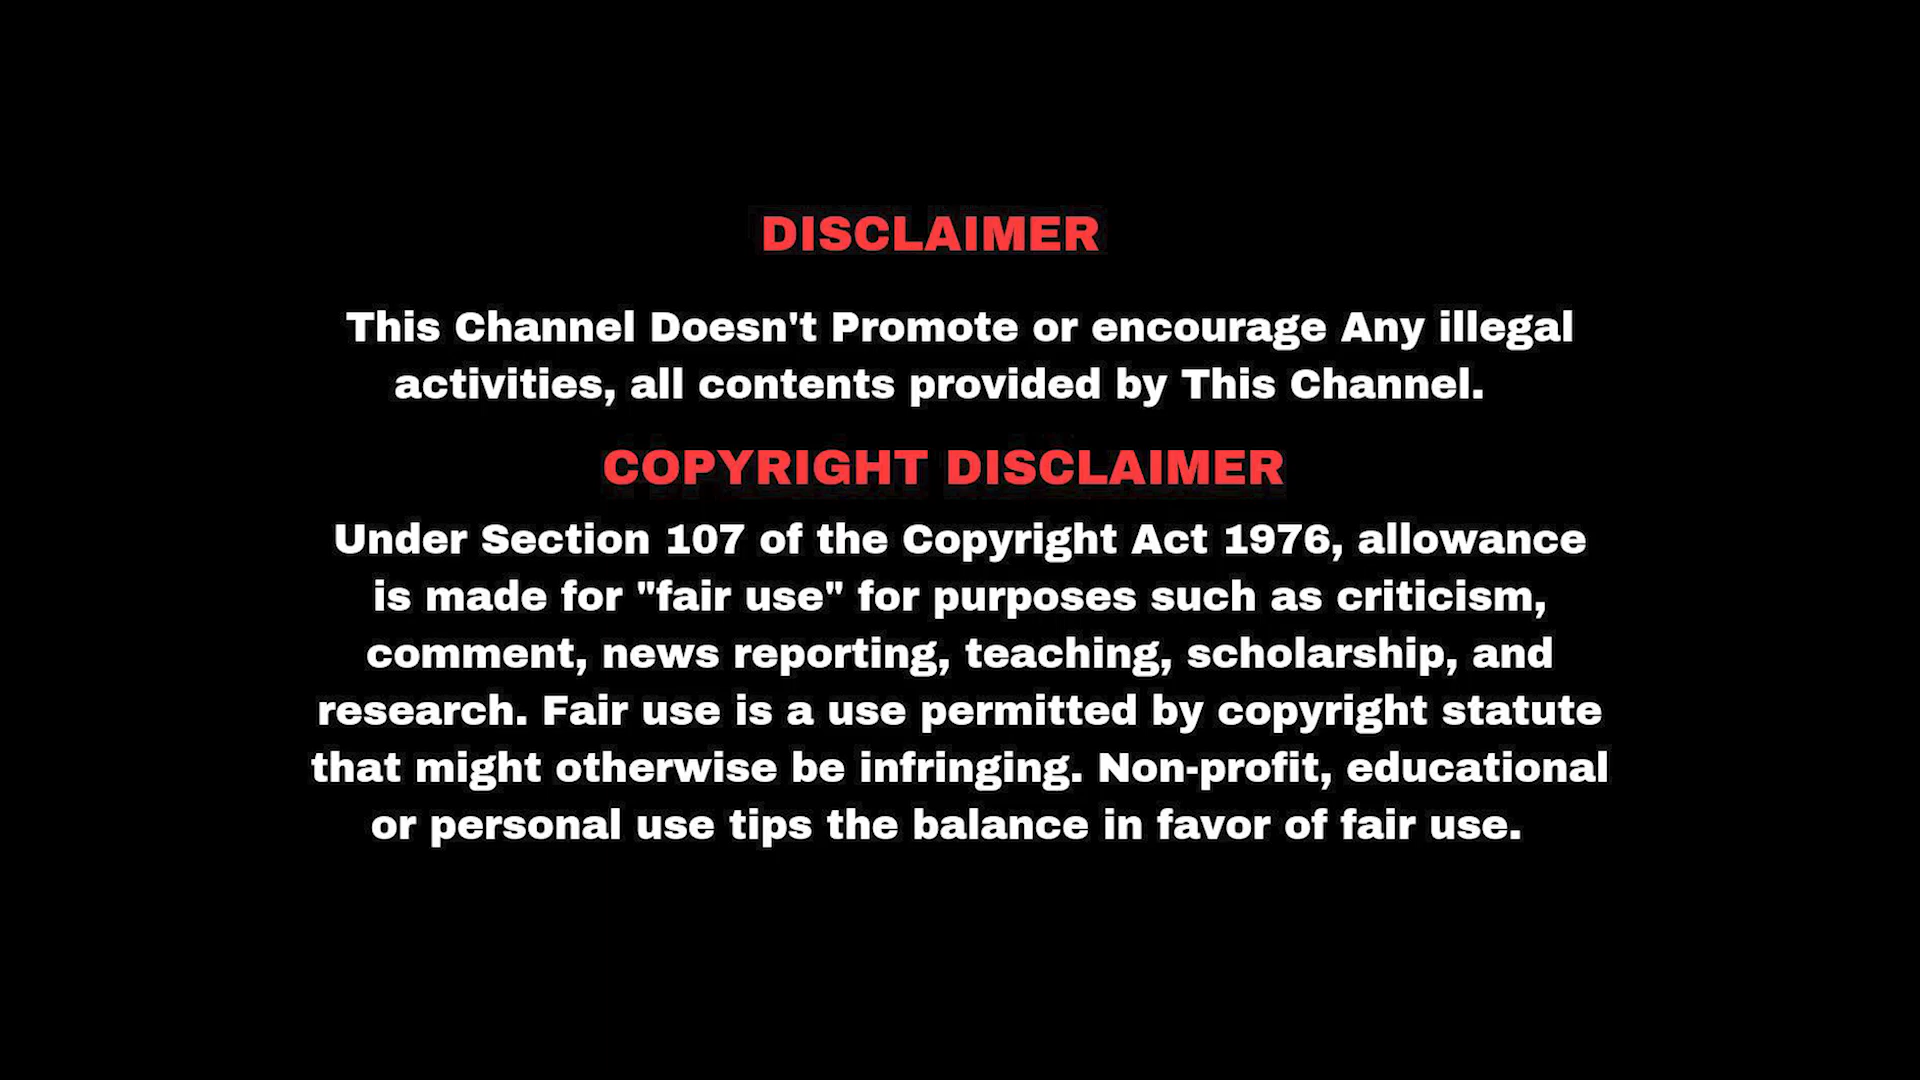 DISCLAIMER
This Channel Doesn't Promote or encourage Any illegal
activities, all contents provided by This Channel.
COPYRIGHT DISCLAIMER
Under Section 107 of the Copyright Act 1976, allowance
is made for "fair use" for purposes such as criticism,
comment, news reporting, teaching, scholarship, and
research. Fair use is a use permitted by copyright statute
that might otherwise be infringing. Non-profit, educational
or personal use tips the balance in favor of fair use.